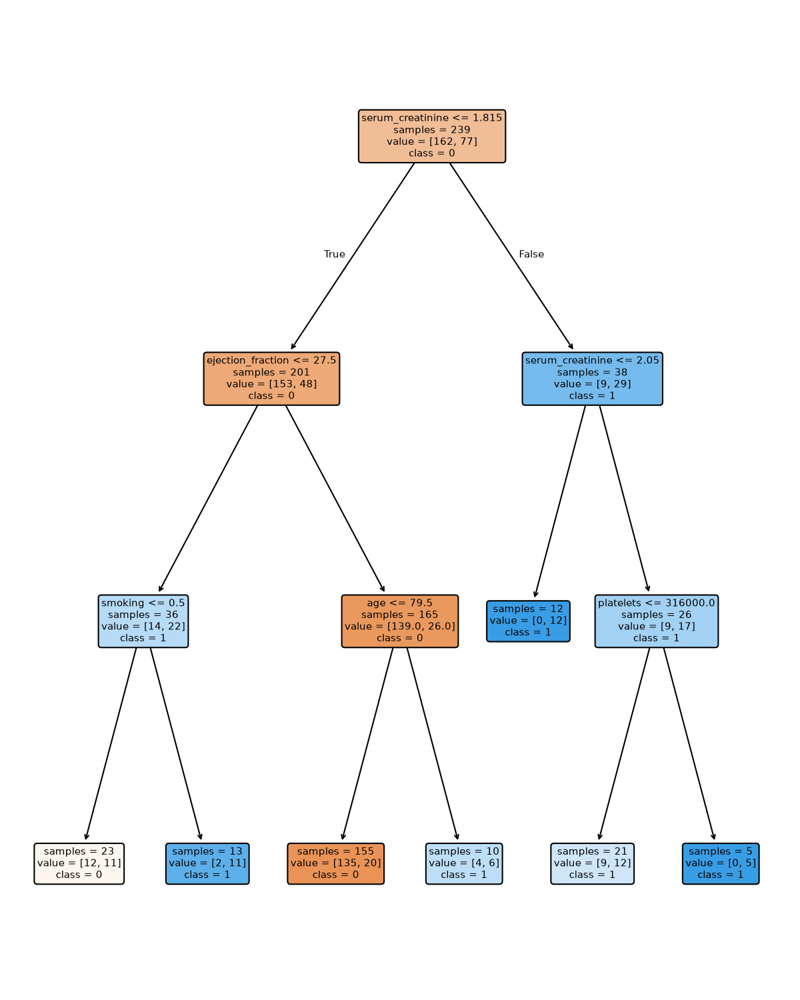 serum_creatinine <= 1.815
samples = 239
value = [162, 77]
class = 0
True
False
ejection_fraction <= 27.5
samples = 201
value = [153, 48]
class = 0
serum_creatinine <= 2.05
samples = 38
value = [9, 29]
class = 1
smoking <= 0.5
samples = 36
value = [14, 22]
class = 1
age <= 79.5
samples = 165
value = [139.0, 26.0]
class = 0
samples = 12
value = [0, 12]
class = 1
platelets <= 316000.0
samples = 26
value = [9, 17]
class = 1
samples = 23
value = [12, 11]
class = 0
samples = 13
value = [2, 11]
class = 1
samples = 155
value = [135, 20]
class = 0
samples = 10
value = [4, 6]
class = 1
samples = 21
value = [9, 12]
class = 1
samples = 5
value = [0, 5]
class = 1